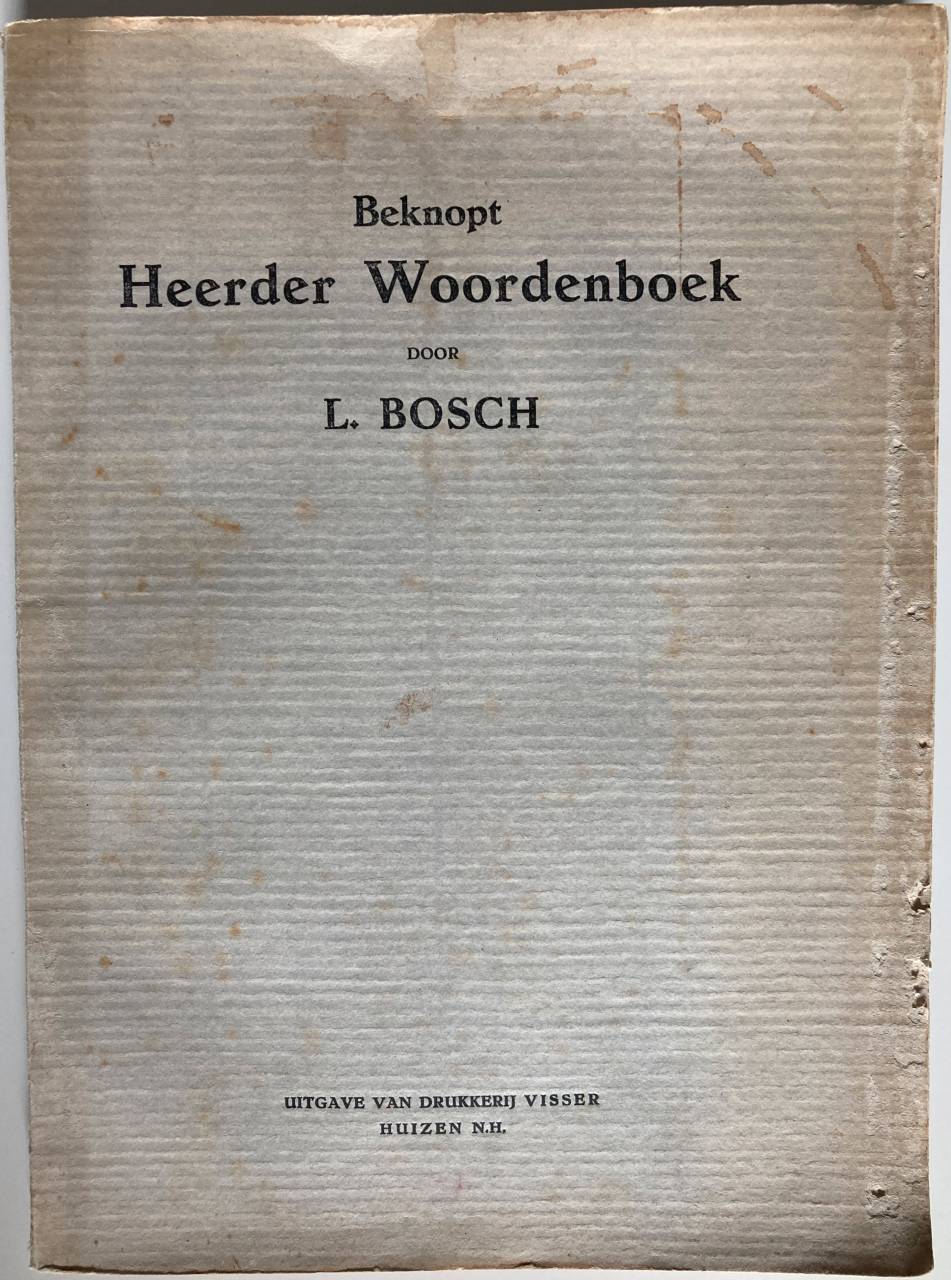 Beknopt
Heerder Woordenboek
DOOR
L. BOSCH
UITGAVE VAN DRUKKERIJ VISSER
HUIZEN N.H.